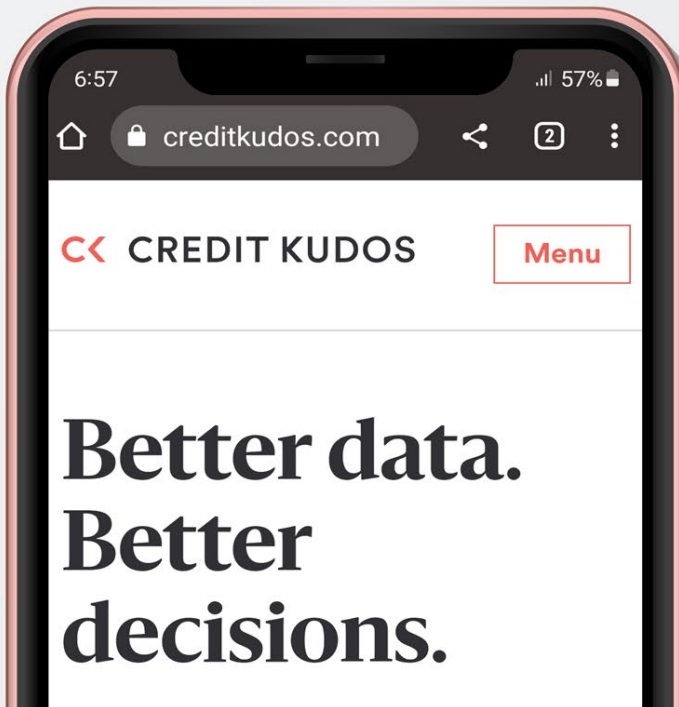 6:57
57%
creditkudos.com
2
CK CREDIT KUDOS
Menu
Better data.
Better
decisions.